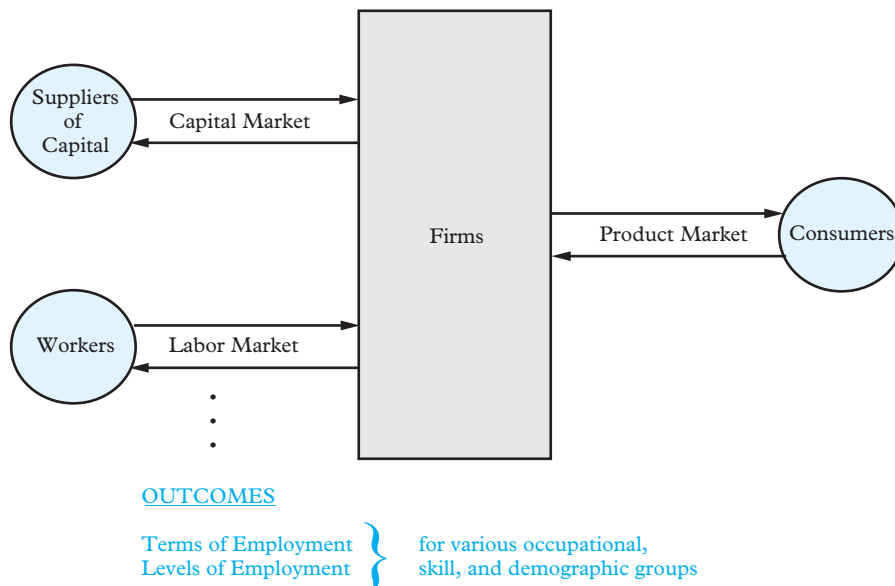 Suppliers
of
Capital
Capital Market
Firms
Product Market
Consumers
Workers
Labor Market
OUTCOMES
Terms of Employment
Levels of Employment
for various occupational,
skill, and demographic groups